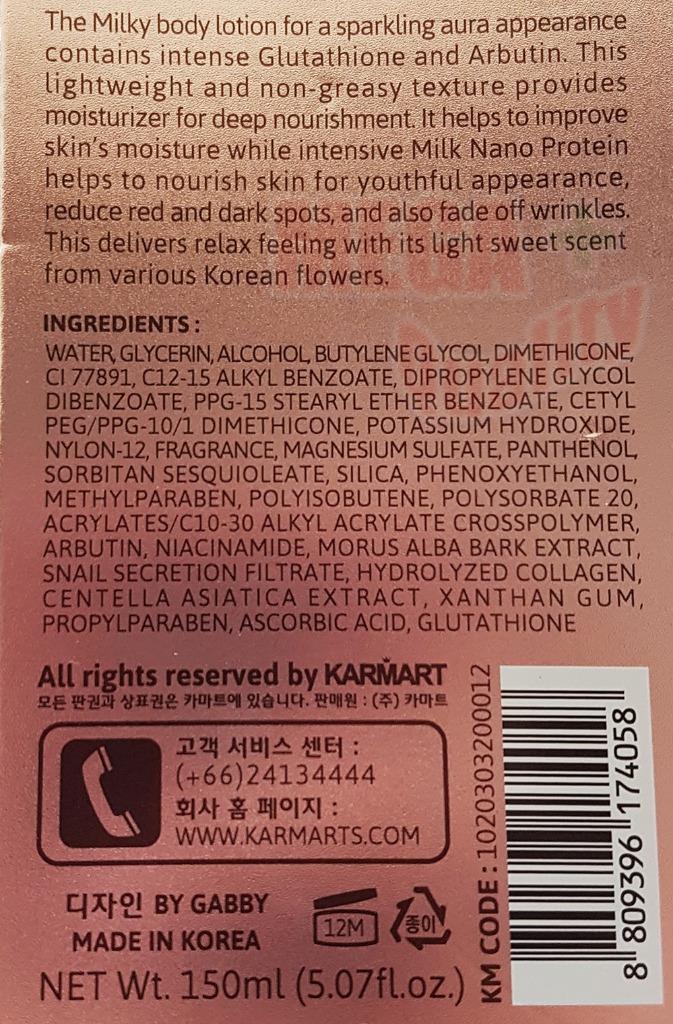 The Milky body lotion for a sparkling aura appearance
contains intense Glutathione and Arbutin. This
lightweight and non-greasy texture provides
moisturizer for deep nourishment. It helps to improve
skin's moisture while intensive Milk Nano Protein
helps to nourish skin for youthful appearance,
reduce red and dark spots, and also fade off wrinkles.
This delivers relax feeling with its light sweet scent
from various Korean flowers.
INGREDIENTS :
WATER, GLYCERIN, ALCOHOL, BUTYLENE GLYCOL, DIMETHICONE,
CI 77891, C12-15 ALKYL BENZOATE, DIPROPYLENE GLYCOL
DIBENZOATE, PPG-15 STEARYL ETHER BENZOATE, CETYL
PEG/PPG-10/1 DIMETHICONE, POTASSIUM HYDROXIDE,
NYLON-12, FRAGRANCE, MAGNESIUM SULFATE, PANTHENOL,
SORBITAN SESQUIOLEATE, SILICA, PHENOXYETHANOL,
METHYLPARABEN, POLYISOBUTENE, POLYSORBATE 20,
ACRYLATES/C10-30 ALKYL ACRYLATE CROSSPOLYMER,
ARBUTIN, NIACINAMIDE, MORUS ALBA BARK EXTRACT,
SNAIL SECRETION FILTRATE, HYDROLYZED COLLAGEN,
CENTELLA ASIATICA EXTRACT, XANTHAN GUM,
PROPYLPARABEN, ASCORBIC ACID, GLUTATHIONE
All rights reserved by KARMART
모든 판권과 상표권은 카마트에 있습니다. 판매원 : (주) 카마트
고객 서비스 센터 :
(+66)24134444
회사 홈 페이지 :
WWW.KARMARTS.COM
디자인 BY GABBY
MADE IN KOREA
12M
종이
NET Wt. 150ml (5.07fl.oz.)
KM CODE : 1020303200012
8 809396 174058